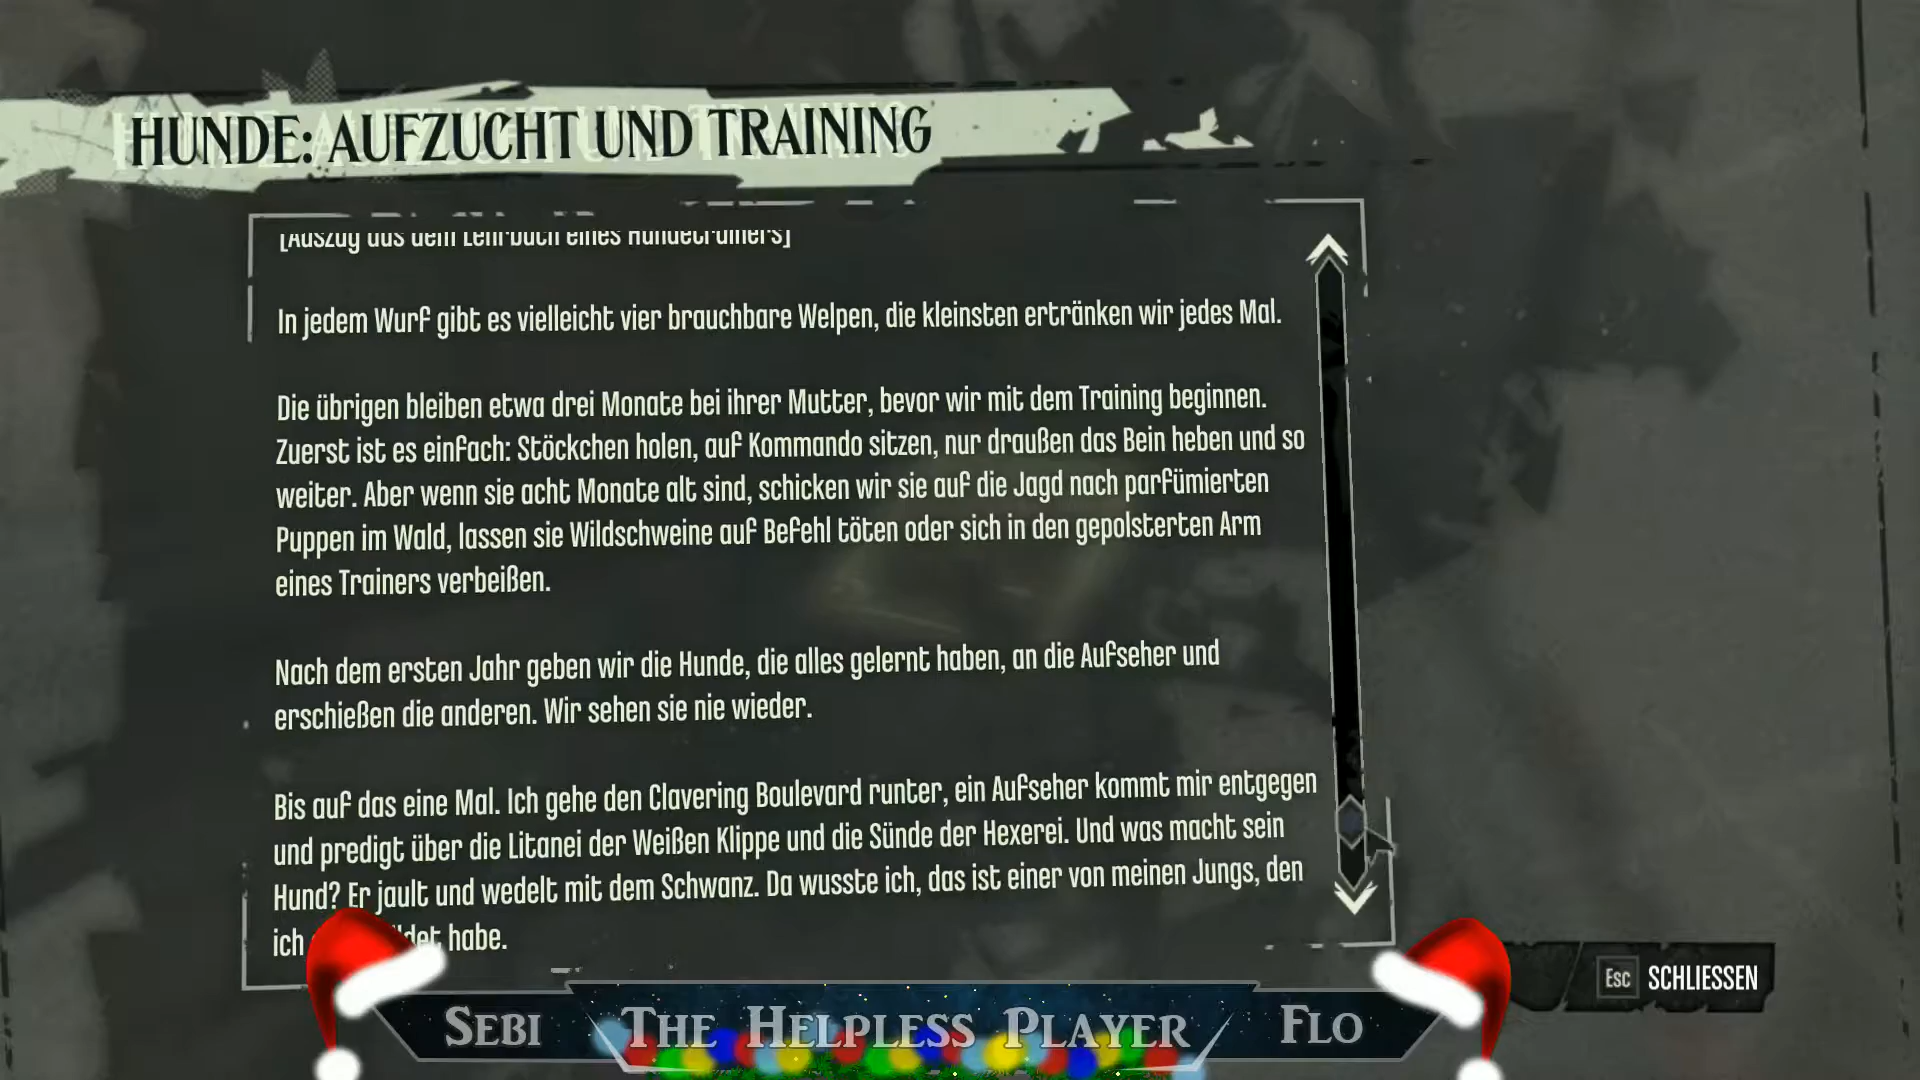 HUNDE: AUFZUCHT UND TRAINING
[Auszug aus dem Lehrbuch eines Hundetrainers]
In jedem Wurf gibt es vielleicht vier brauchbare Welpen, die kleinsten ertränken wir jedes Mal.
Die übrigen bleiben etwa drei Monate bei ihrer Mutter, bevor wir mit dem Training beginnen.
Zuerst ist es einfach: Stöckchen holen, auf Kommando sitzen, nur draußen das Bein heben und so
weiter. Aber wenn sie acht Monate alt sind, schicken wir sie auf die Jagd nach parfümierten
Puppen im Wald, lassen sie Wildschweine auf Befehl töten oder sich in den gepolsterten Arm
eines Trainers verbeißen.
Nach dem ersten Jahr geben wir die Hunde, die alles gelernt haben, an die Aufseher und
erschießen die anderen. Wir sehen sie nie wieder.
Bis auf das eine Mal. Ich gehe den Clavering Boulevard runter, ein Aufseher kommt mir entgegen
und predigt über die Litanei der Weißen Klippe und die Sünde der Hexerei. Und was macht sein
Hund? Er jault und wedelt mit dem Schwanz. Da wusste ich, das ist einer von meinen Jungs, den
ich habe.
Esc SCHLIESSEN
SEBI THE HELPLESS PLAYER FLO